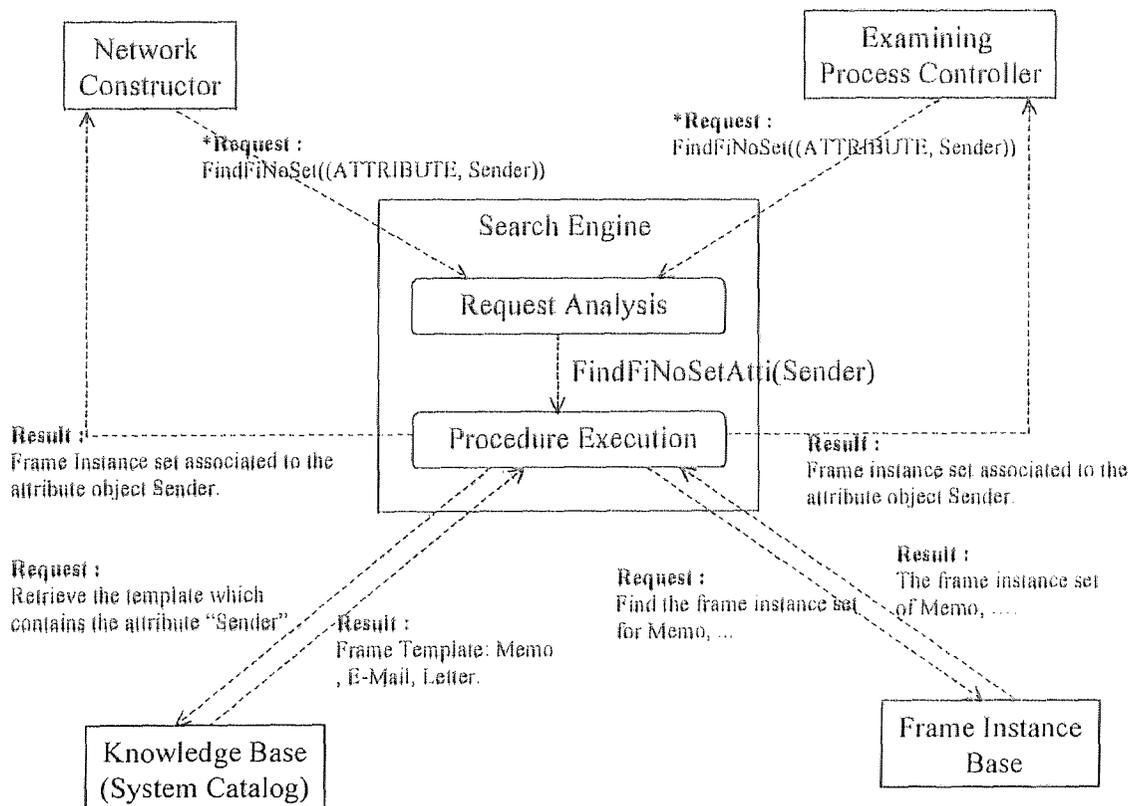 Network
Constructor
Examining
Process Controller
*Request :
FindFiNoSet((ATTRIBUTE, Sender))
*Request :
FindFiNoSet((ATTRIBUTE, Sender))
Search Engine
Request Analysis
FindFiNoSetAtti(Sender)
Procedure Execution
Result :
Frame Instance set associated to the
attribute object Sender.
Result :
Frame instance set associated to the
attribute object Sender.
Request :
Retrieve the template which
contains the attribute “Sender”
Result :
Frame Template: Memo
, E-Mail, Letter.
Request :
Find the frame instance set
for Memo, ...
Result :
The frame instance set
of Memo, ....
Knowledge Base
(System Catalog)
Frame Instance
Base